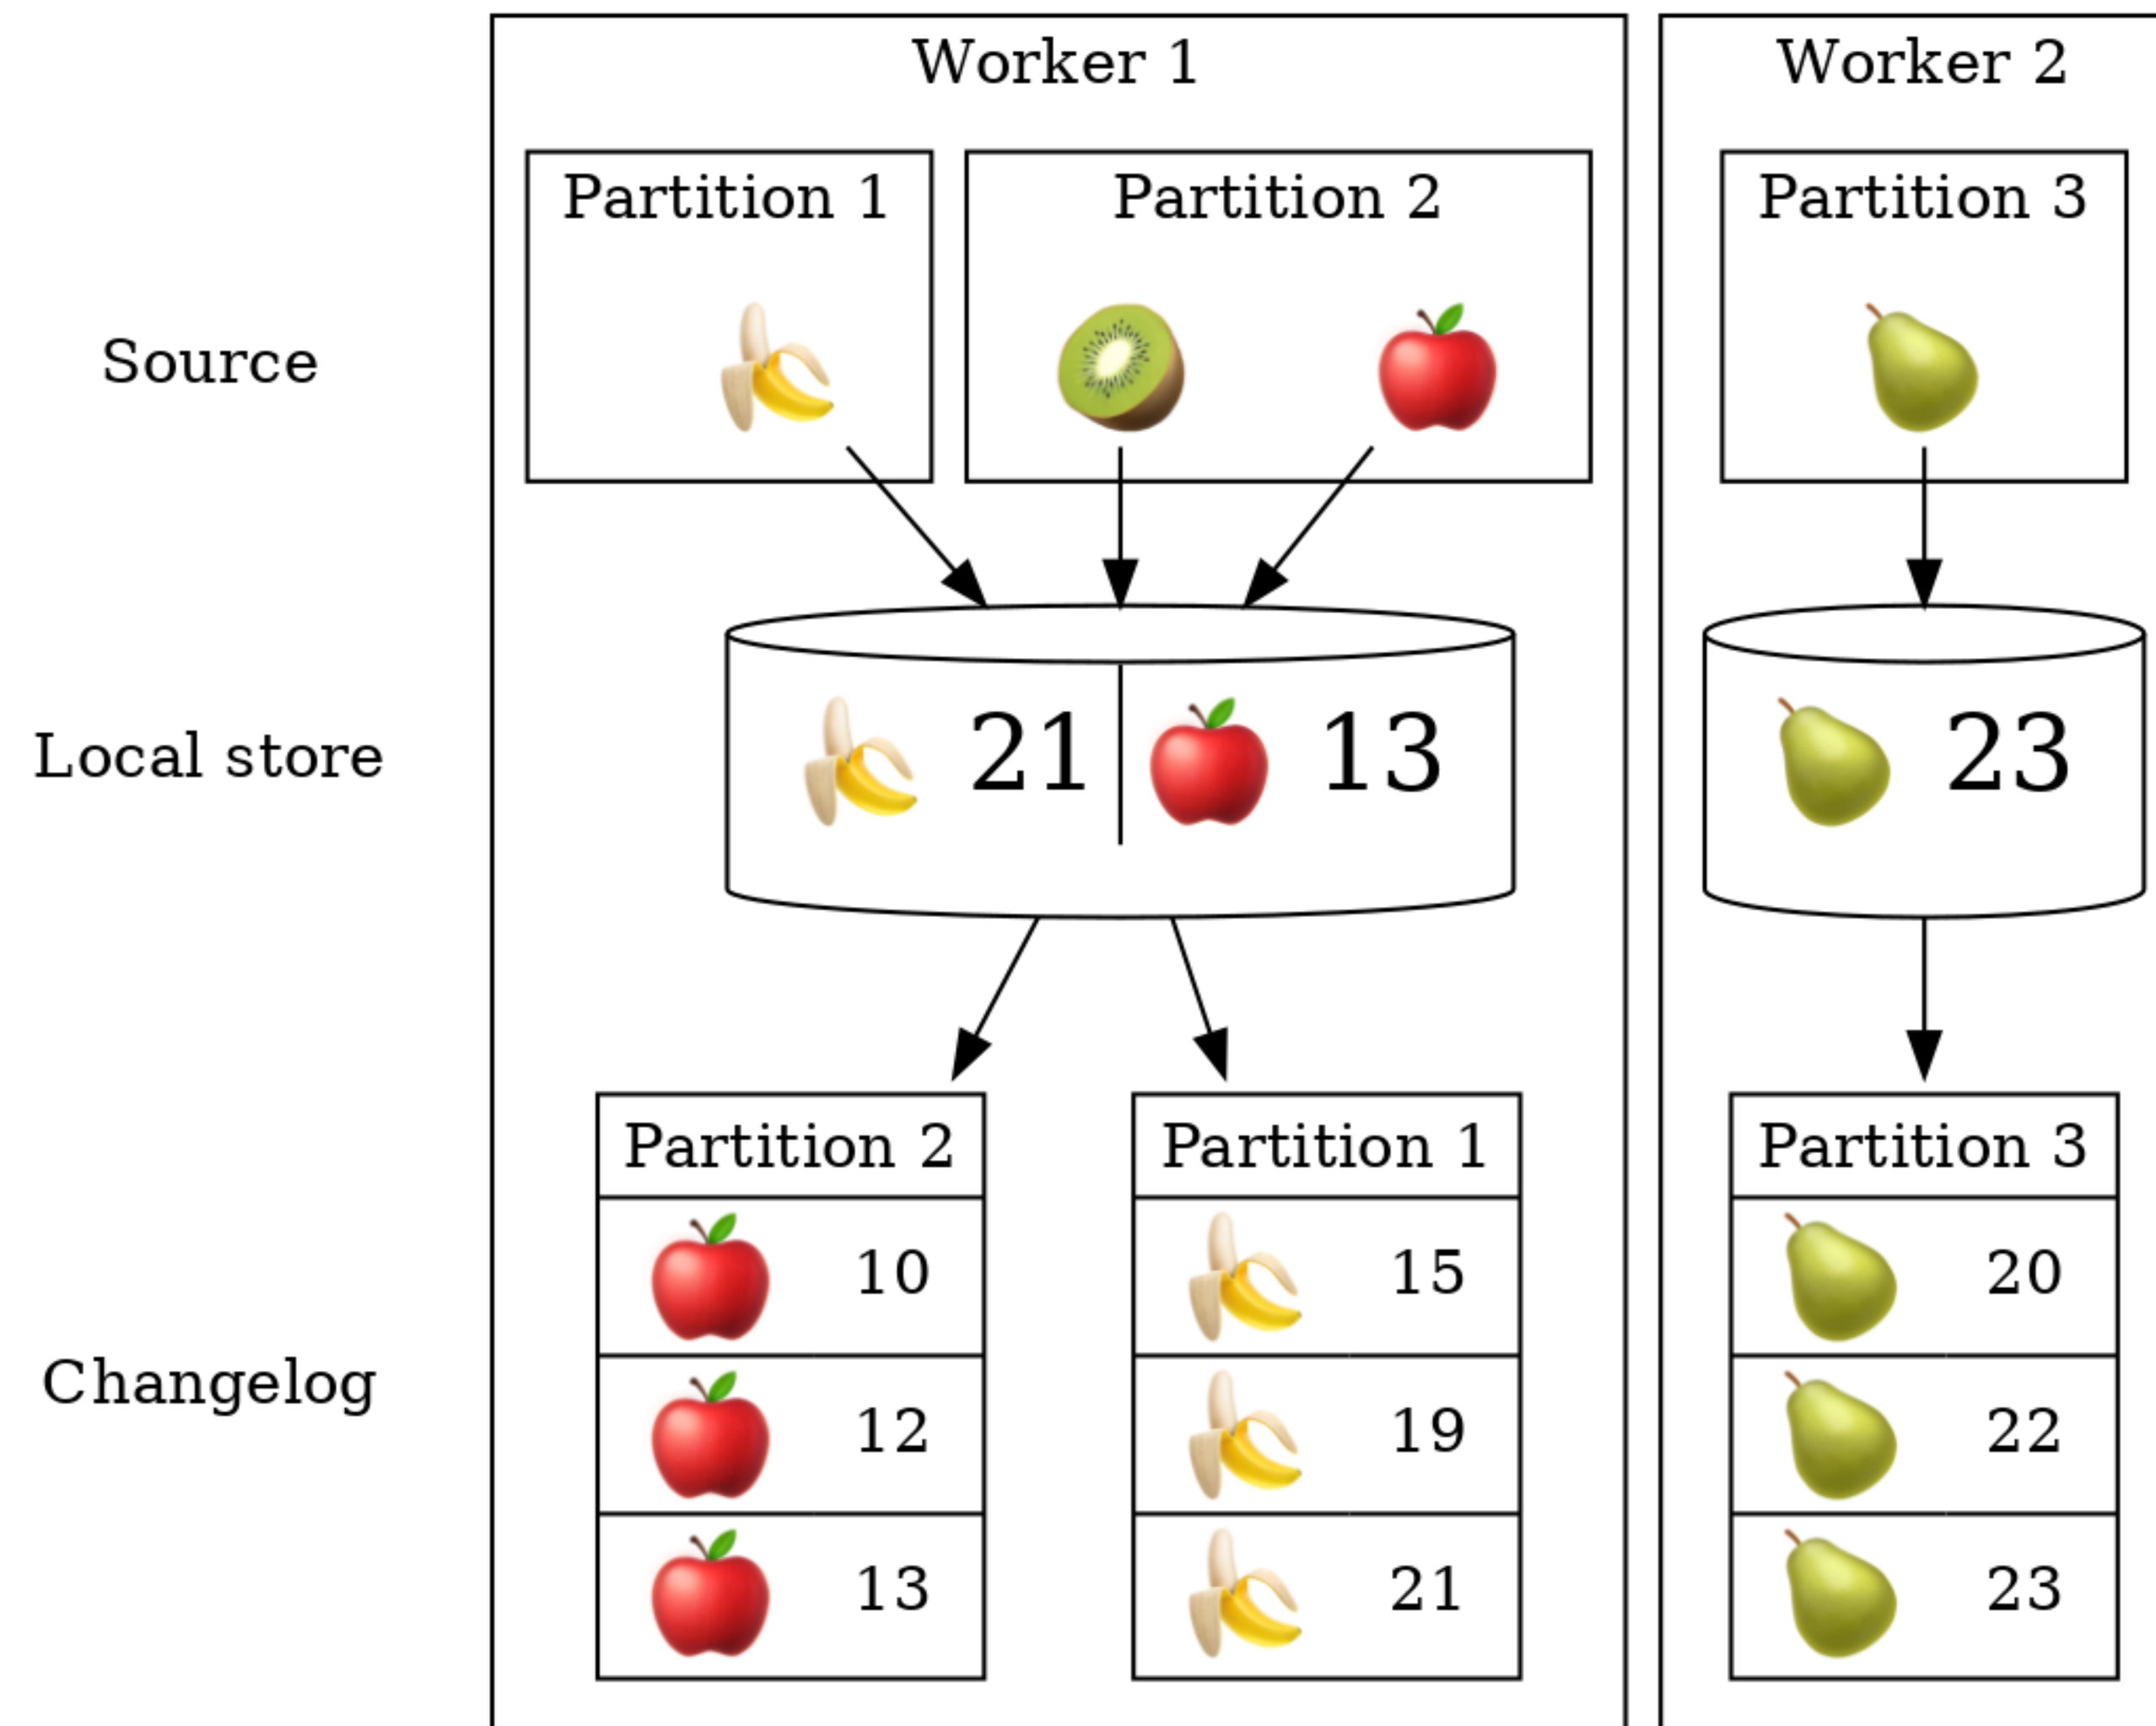 Worker 1
Worker 2
Partition 1
Partition 2
Partition 3
Source
Local store
21
13
23
Partition 2
Partition 1
Partition 3
10
15
20
Changelog
12
19
22
13
21
23